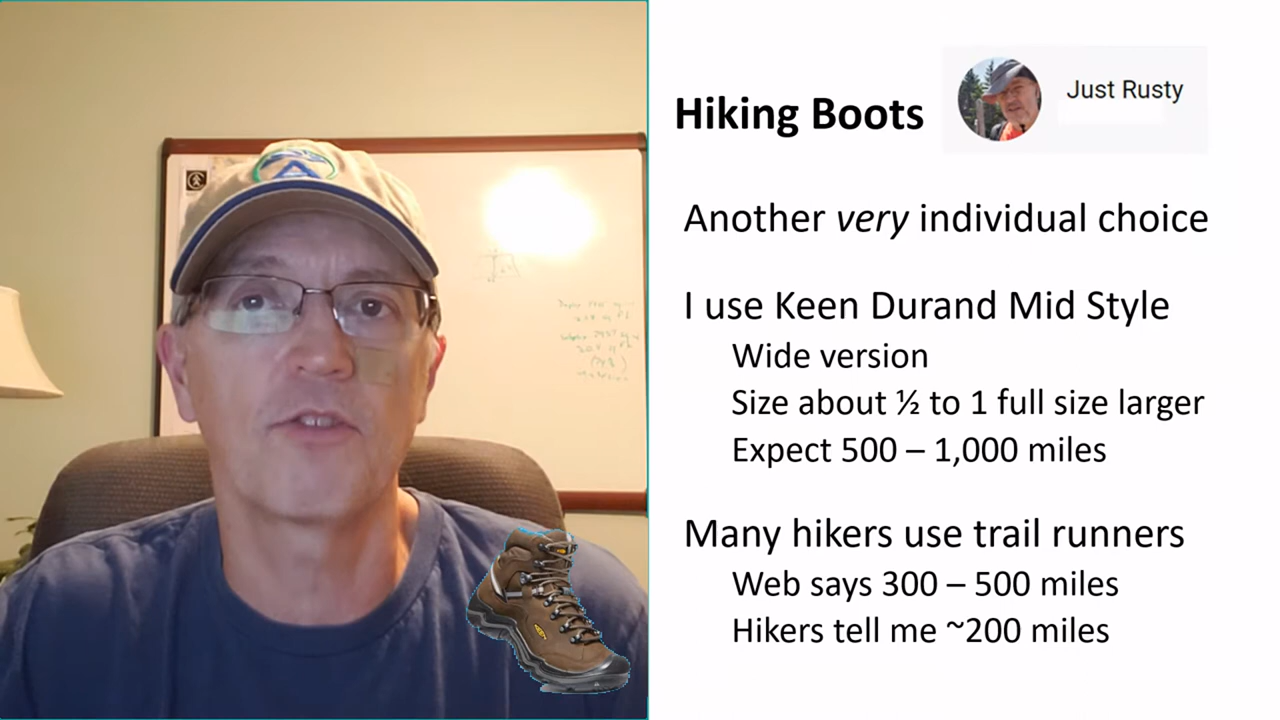 Hiking Boots
Just Rusty
Another very individual choice
I use Keen Durand Mid Style
Wide version
Size about ½ to 1 full size larger
Expect 500 – 1,000 miles
Many hikers use trail runners
Web says 300 – 500 miles
Hikers tell me ~200 miles